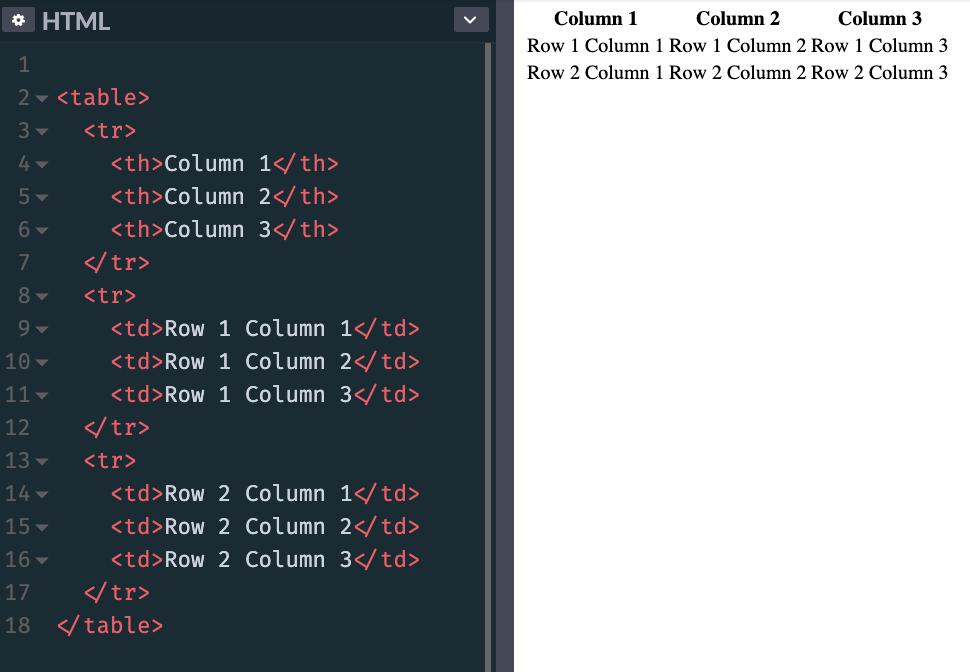 HTML
1
2 <table>
3 <tr>
4 <th>Column 1</th>
5 <th>Column 2</th>
6 <th>Column 3</th>
7 </tr>
8 <tr>
9 <td>Row 1 Column 1</td>
10 <td>Row 1 Column 2</td>
11 <td>Row 1 Column 3</td>
12 </tr>
13 <tr>
14 <td>Row 2 Column 1</td>
15 <td>Row 2 Column 2</td>
16 <td>Row 2 Column 3</td>
17 </tr>
18 </table>
Column 1 Column 2 Column 3
Row 1 Column 1 Row 1 Column 2 Row 1 Column 3
Row 2 Column 1 Row 2 Column 2 Row 2 Column 3